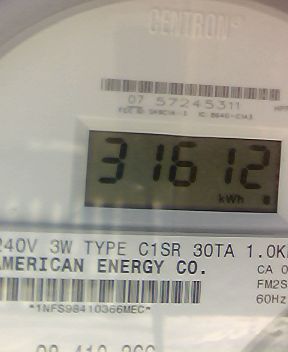 CENTRON®
07 57245311
31612
kWh
240V 3W TYPE C1SR 30TA 1.0K
AMERICAN ENERGY CO.
CA 0
FM2S
60Hz
*1NFS98410366MEC*